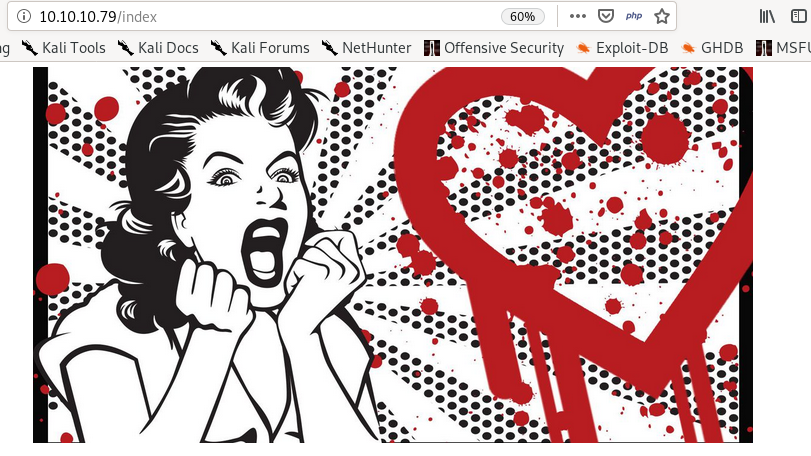 10.10.10.79/index
60%
php
g Kali Tools Kali Docs Kali Forums NetHunter Offensive Security Exploit-DB GHDB MSFU